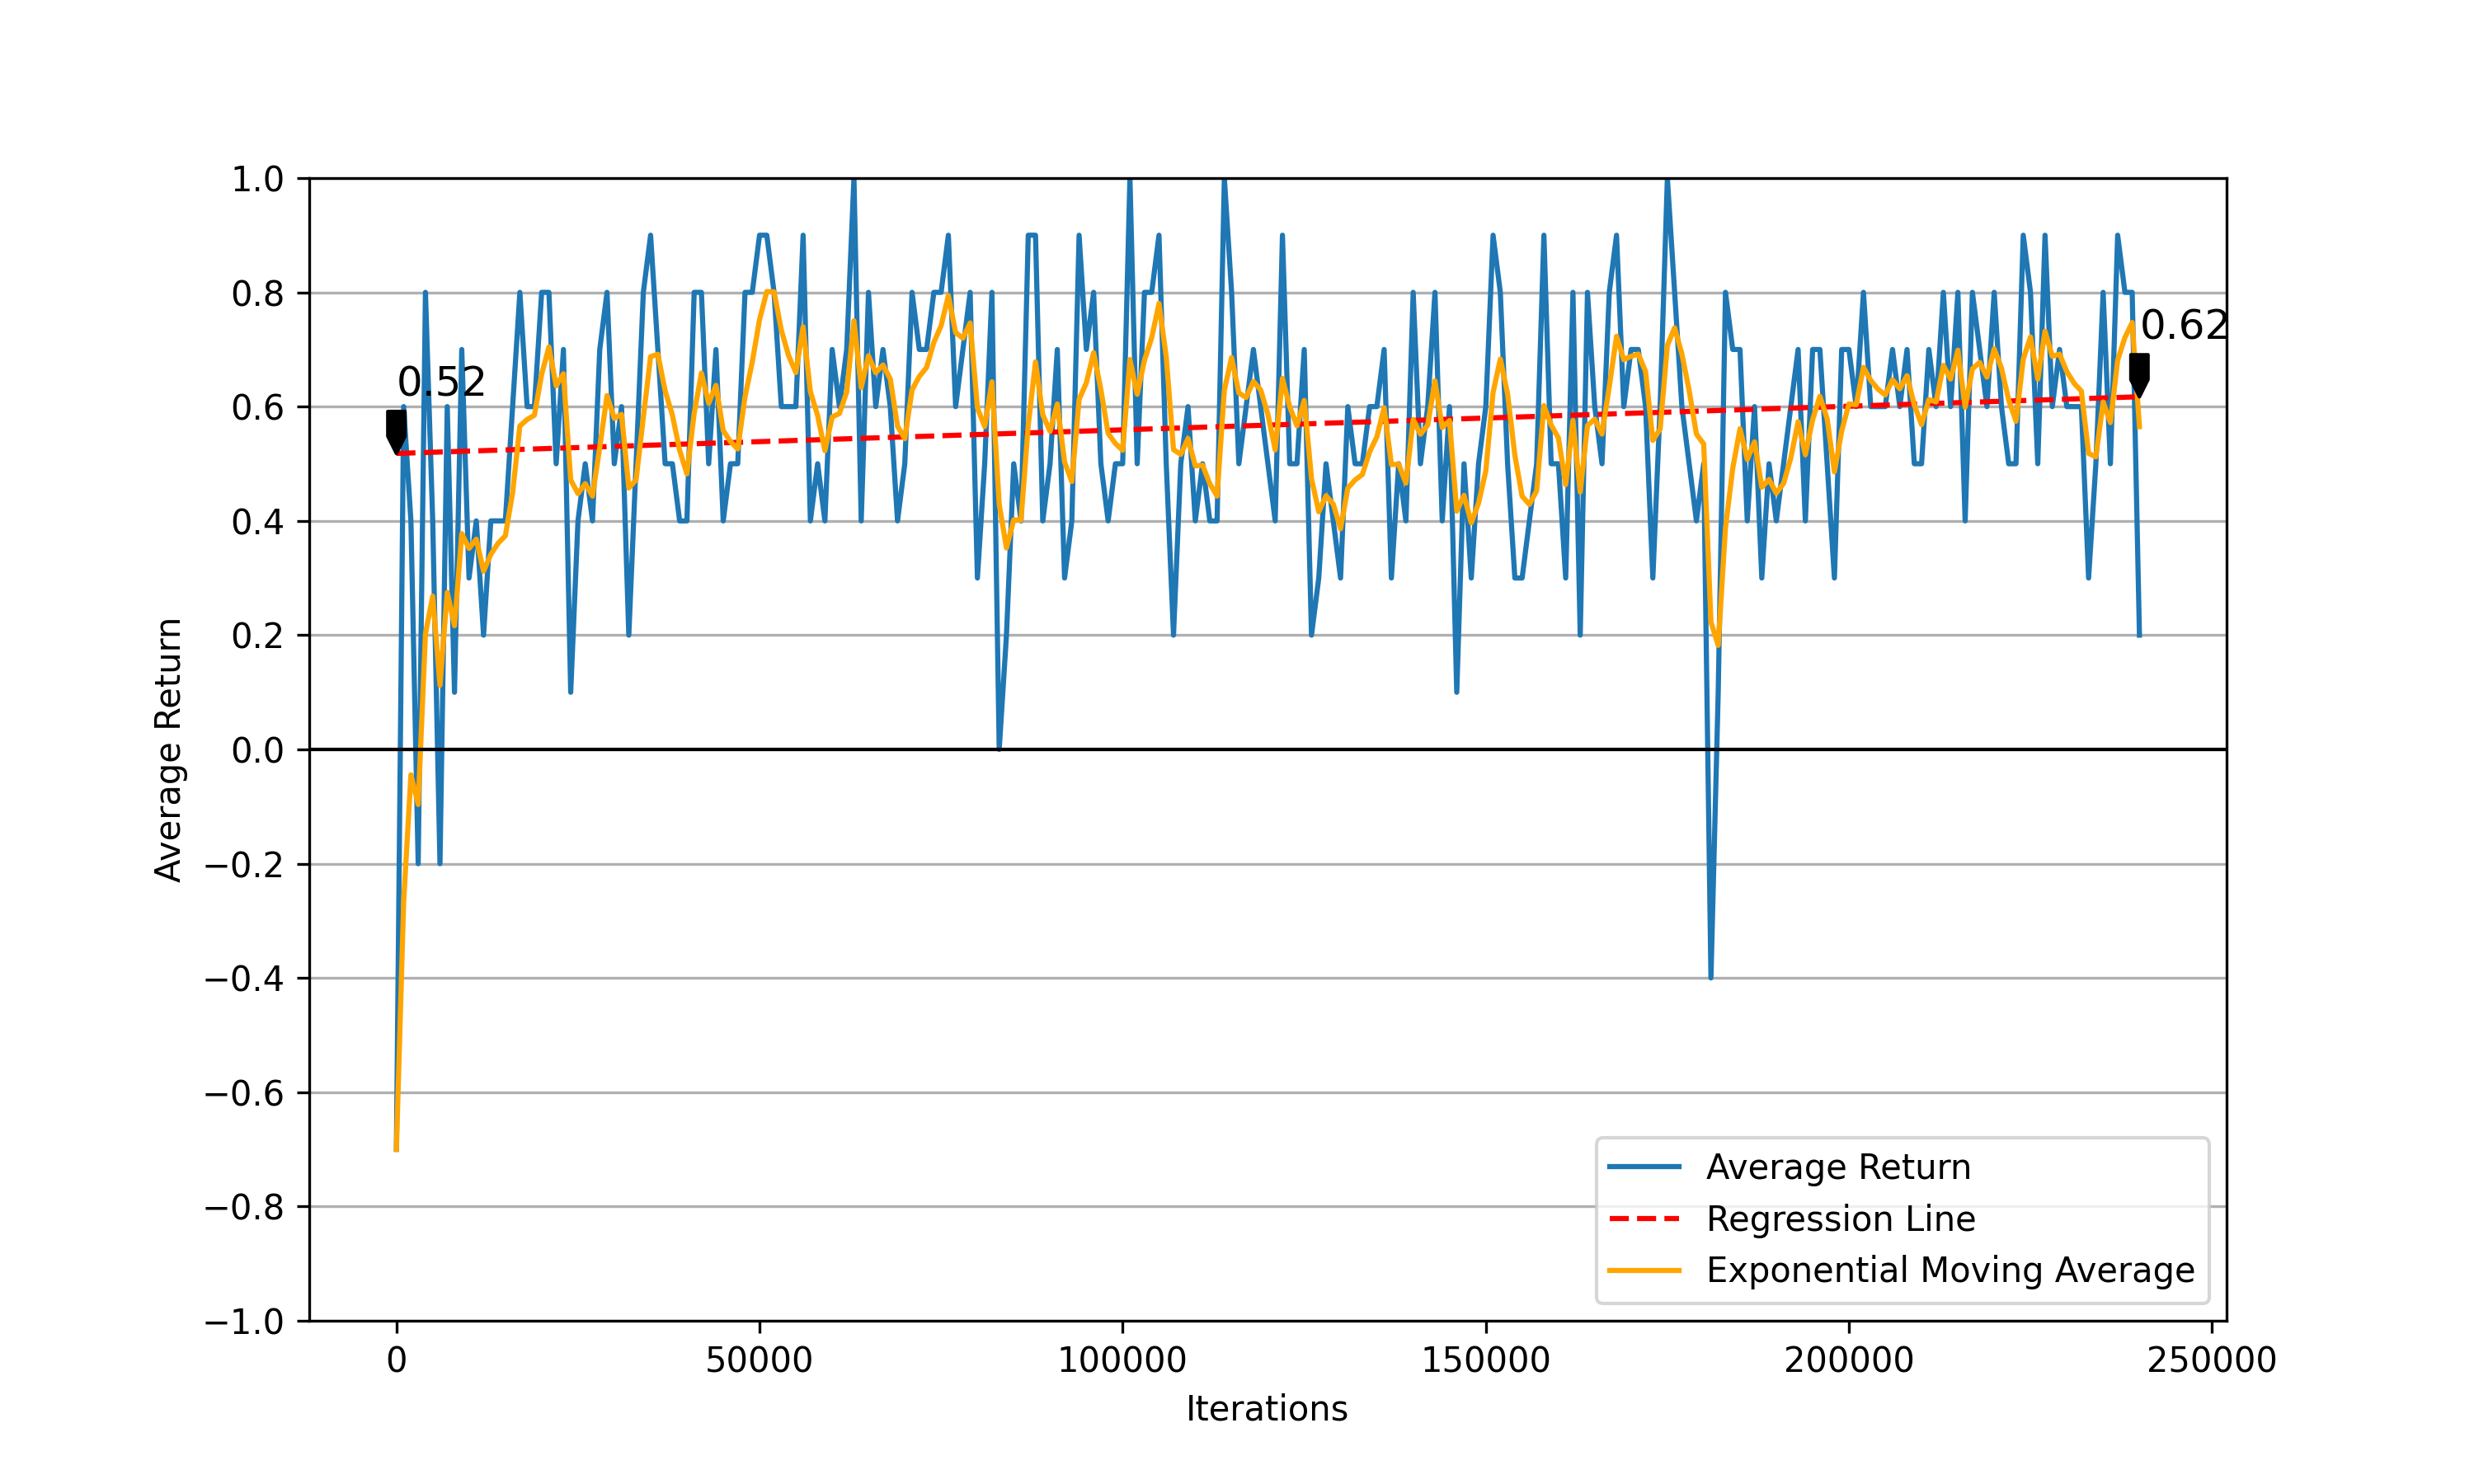 1.0
0.8
0.6
0.4
0.2
0.0
−0.2
−0.4
−0.6
−0.8
−1.0
Average Return
0.52
0.62
Average Return
Regression Line
Exponential Moving Average
0 50000 100000 150000 200000 250000
Iterations